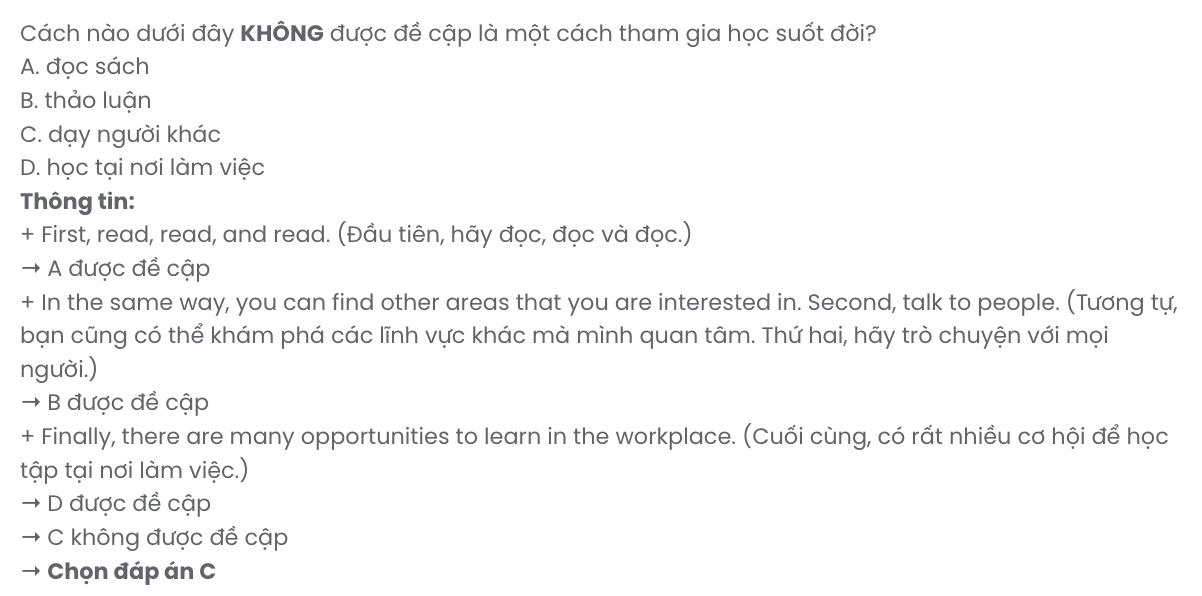 Cách nào dưới đây KHÔNG được đề cập là một cách tham gia học suốt đời?
A. đọc sách
B. thảo luận
C. dạy người khác
D. học tại nơi làm việc
Thông tin:
+ First, read, read, and read. (Đầu tiên, hãy đọc, đọc và đọc.)
→ A được đề cập
+ In the same way, you can find other areas that you are interested in. Second, talk to people. (Tương tự,
bạn cũng có thể khám phá các lĩnh vực khác mà mình quan tâm. Thứ hai, hãy trò chuyện với mọi
người.)
→ B được đề cập
+ Finally, there are many opportunities to learn in the workplace. (Cuối cùng, có rất nhiều cơ hội để học
tập tại nơi làm việc.)
→ D được đề cập
→ C không được đề cập
→ Chọn đáp án C